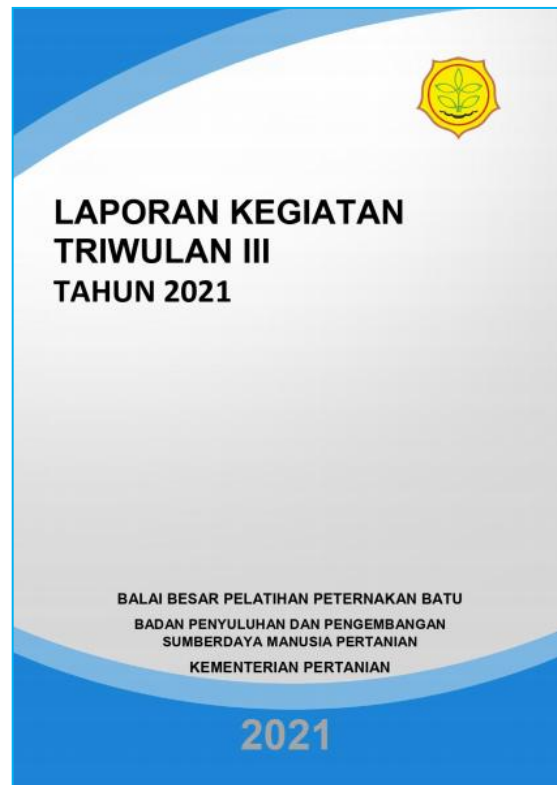 LAPORAN KEGIATAN
TRIWULAN III
TAHUN 2021
BALAI BESAR PELATIHAN PETERNAKAN BATU
BADAN PENYULUHAN DAN PENGEMBANGAN
SUMBERDAYA MANUSIA PERTANIAN
KEMENTERIAN PERTANIAN
2021